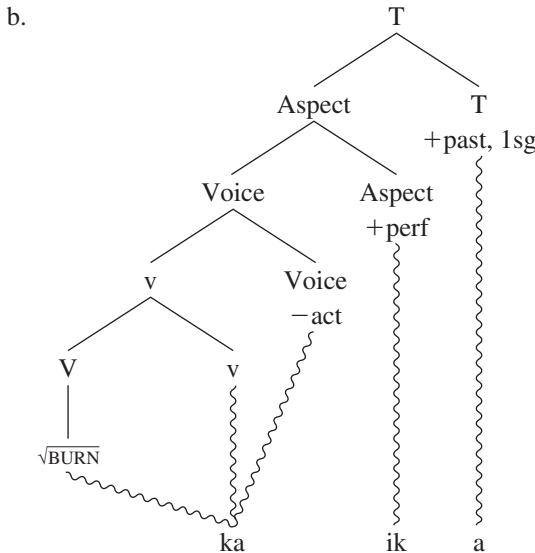 b.
T
Aspect T
+past, 1sg
Voice Aspect
+perf
v Voice
−act
V v
√BURN
ka ik a